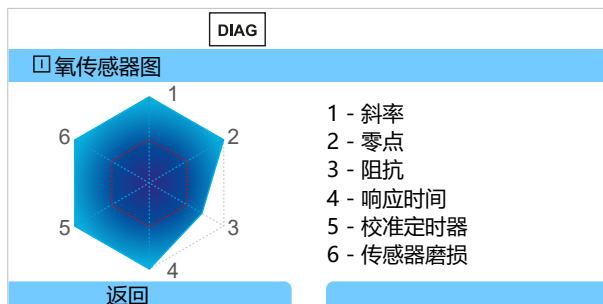 DIAG
氧传感器图
1
2
3
4
5
6
1 - 斜率
2 - 零点
3 - 阻抗
4 - 响应时间
5 - 校准定时器
6 - 传感器磨损
返回